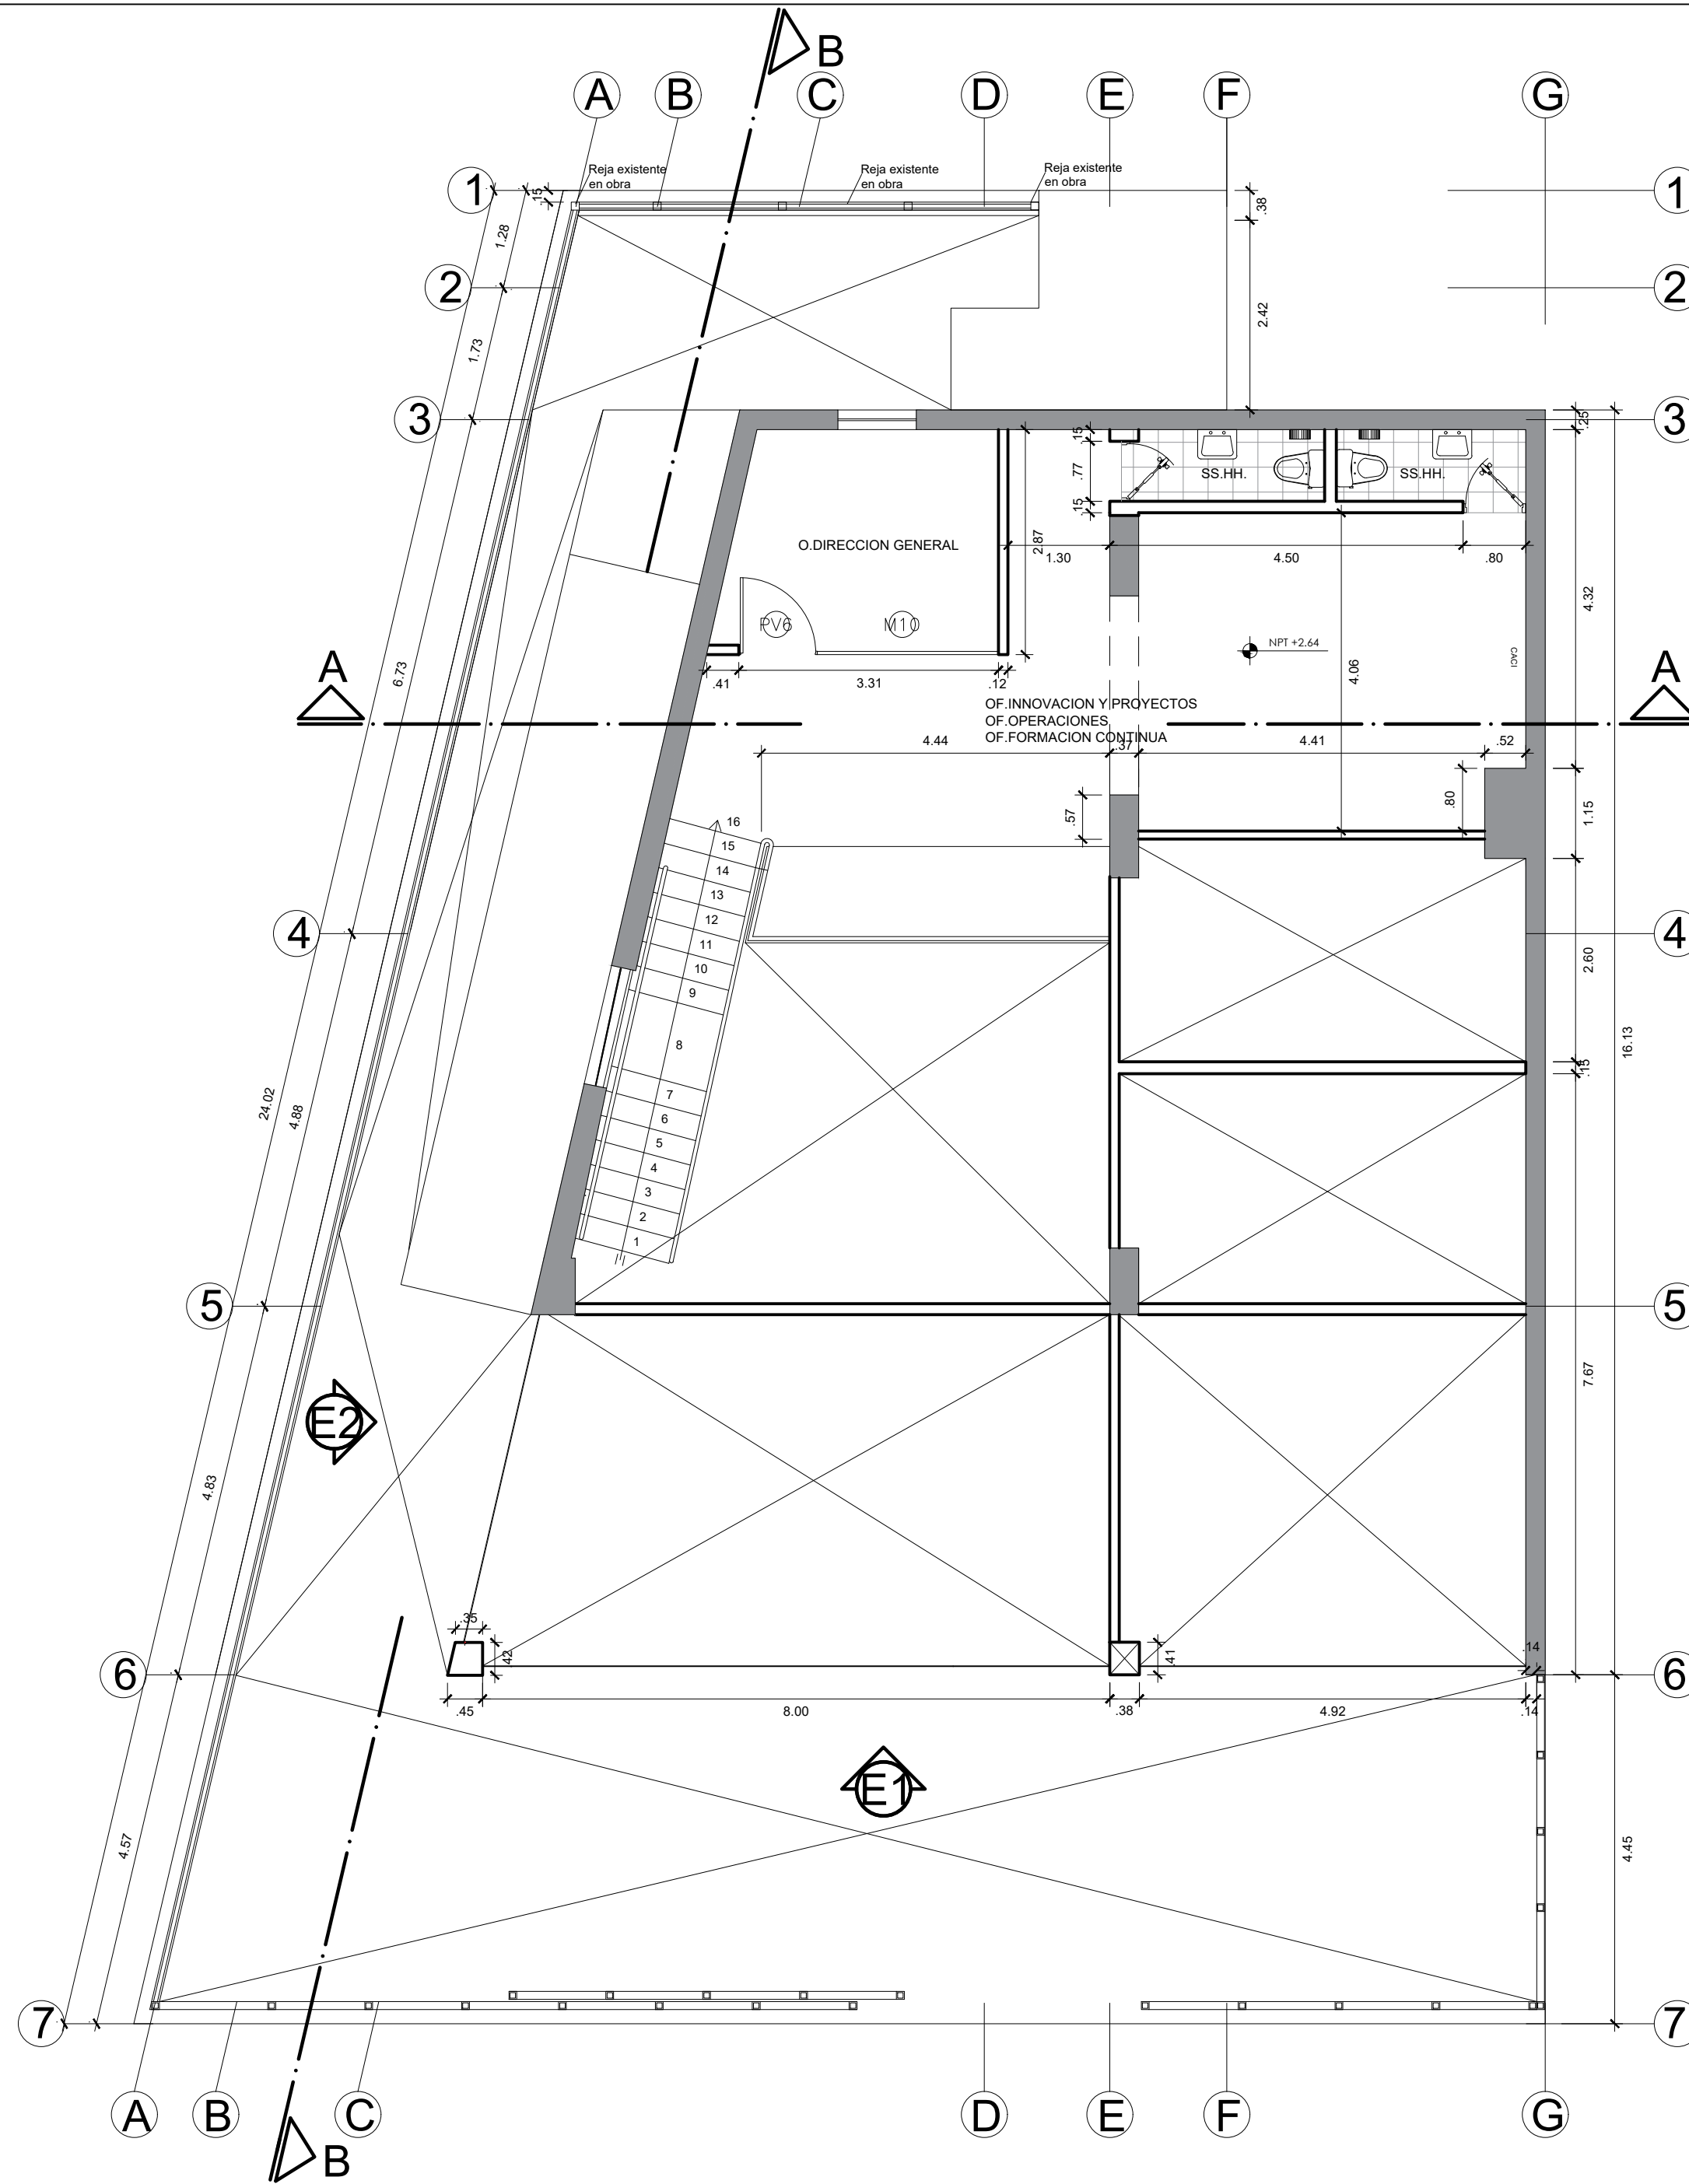 B
A
B
C
D
E
F
G
Reja existente
en obra
Reja existente
en obra
Reja existente
en obra
1
.15
1
.38
1.28
2
2
2.42
1.73
3
3
.25
.15
.77
.15
SS.HH.
SS.HH.
O.DIRECCION GENERAL
2.87
1.30
4.50
.80
4.32
PV6
M10
NPT +2.64
CACI
4.06
A
A
6.73
.41
3.31
.12
OF.INNOVACION Y PROYECTOS
OF.OPERACIONES
OF.FORMACION CONTINUA
4.44
.37
4.41
.52
.57
.80
1.15
16
15
14
13
12
11
10
9
8
7
6
5
4
3
2
1
4
4
2.60
.15
16.13
24.02
4.88
5
5
7.67
E2
4.83
.35
.42
.41
.14
6
6
.45
8.00
.38
4.92
.14
E1
4.57
4.45
7
7
A
B
C
D
E
F
G
B